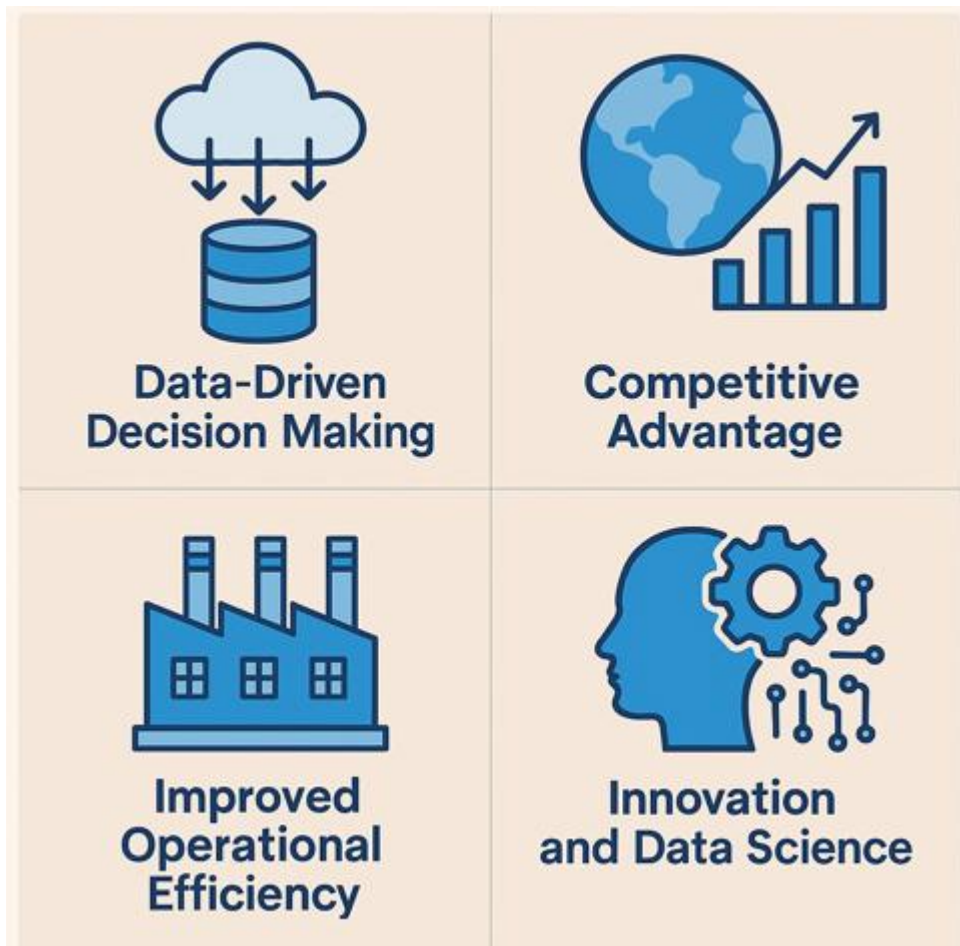 Data-Driven
Decision Making
Competitive
Advantage
Improved
Operational
Efficiency
Innovation
and Data Science